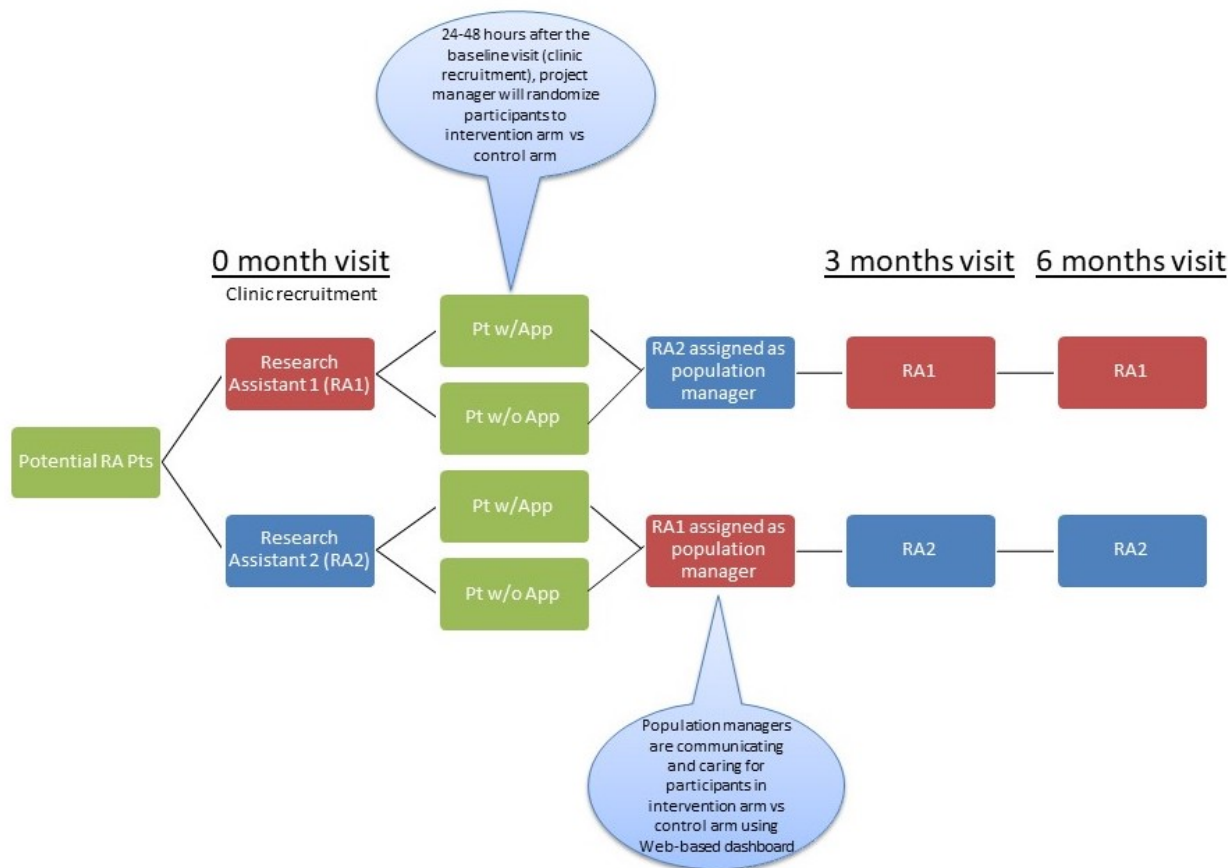 24-48 hours after the
baseline visit (clinic
recruitment), project
manager will randomize
participants to
intervention arm vs
control arm
0 month visit
Clinic recruitment
3 months visit
6 months visit
Potential RA Pts
Research
Assistant 1 (RA1)
Pt w/App
Pt w/o App
RA2 assigned as
population
manager
RA1
RA1
Research
Assistant 2 (RA2)
Pt w/App
Pt w/o App
RA1 assigned as
population
manager
RA2
RA2
Population managers
are communicating
and caring for
participants in
intervention arm vs
control arm using
Web-based dashboard